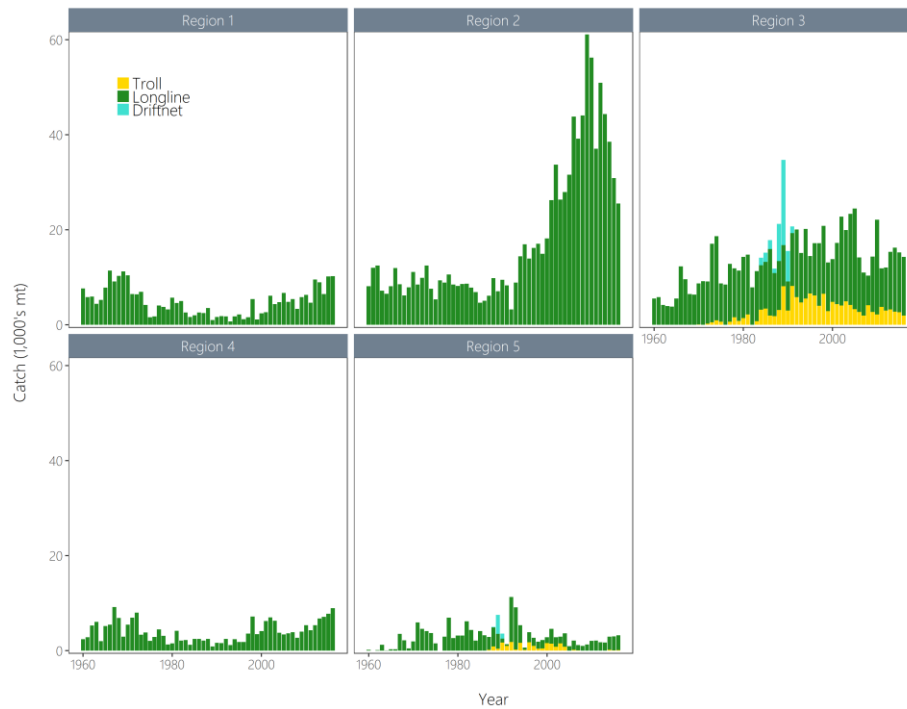 Region 1
Region 2
Region 3
60
40
20
0
Troll
Longline
Driftnet
1960
1980
2000
Region 4
Region 5
60
40
20
0
1960
1980
2000
1960
1980
2000
Catch (1,000's mt)
Year